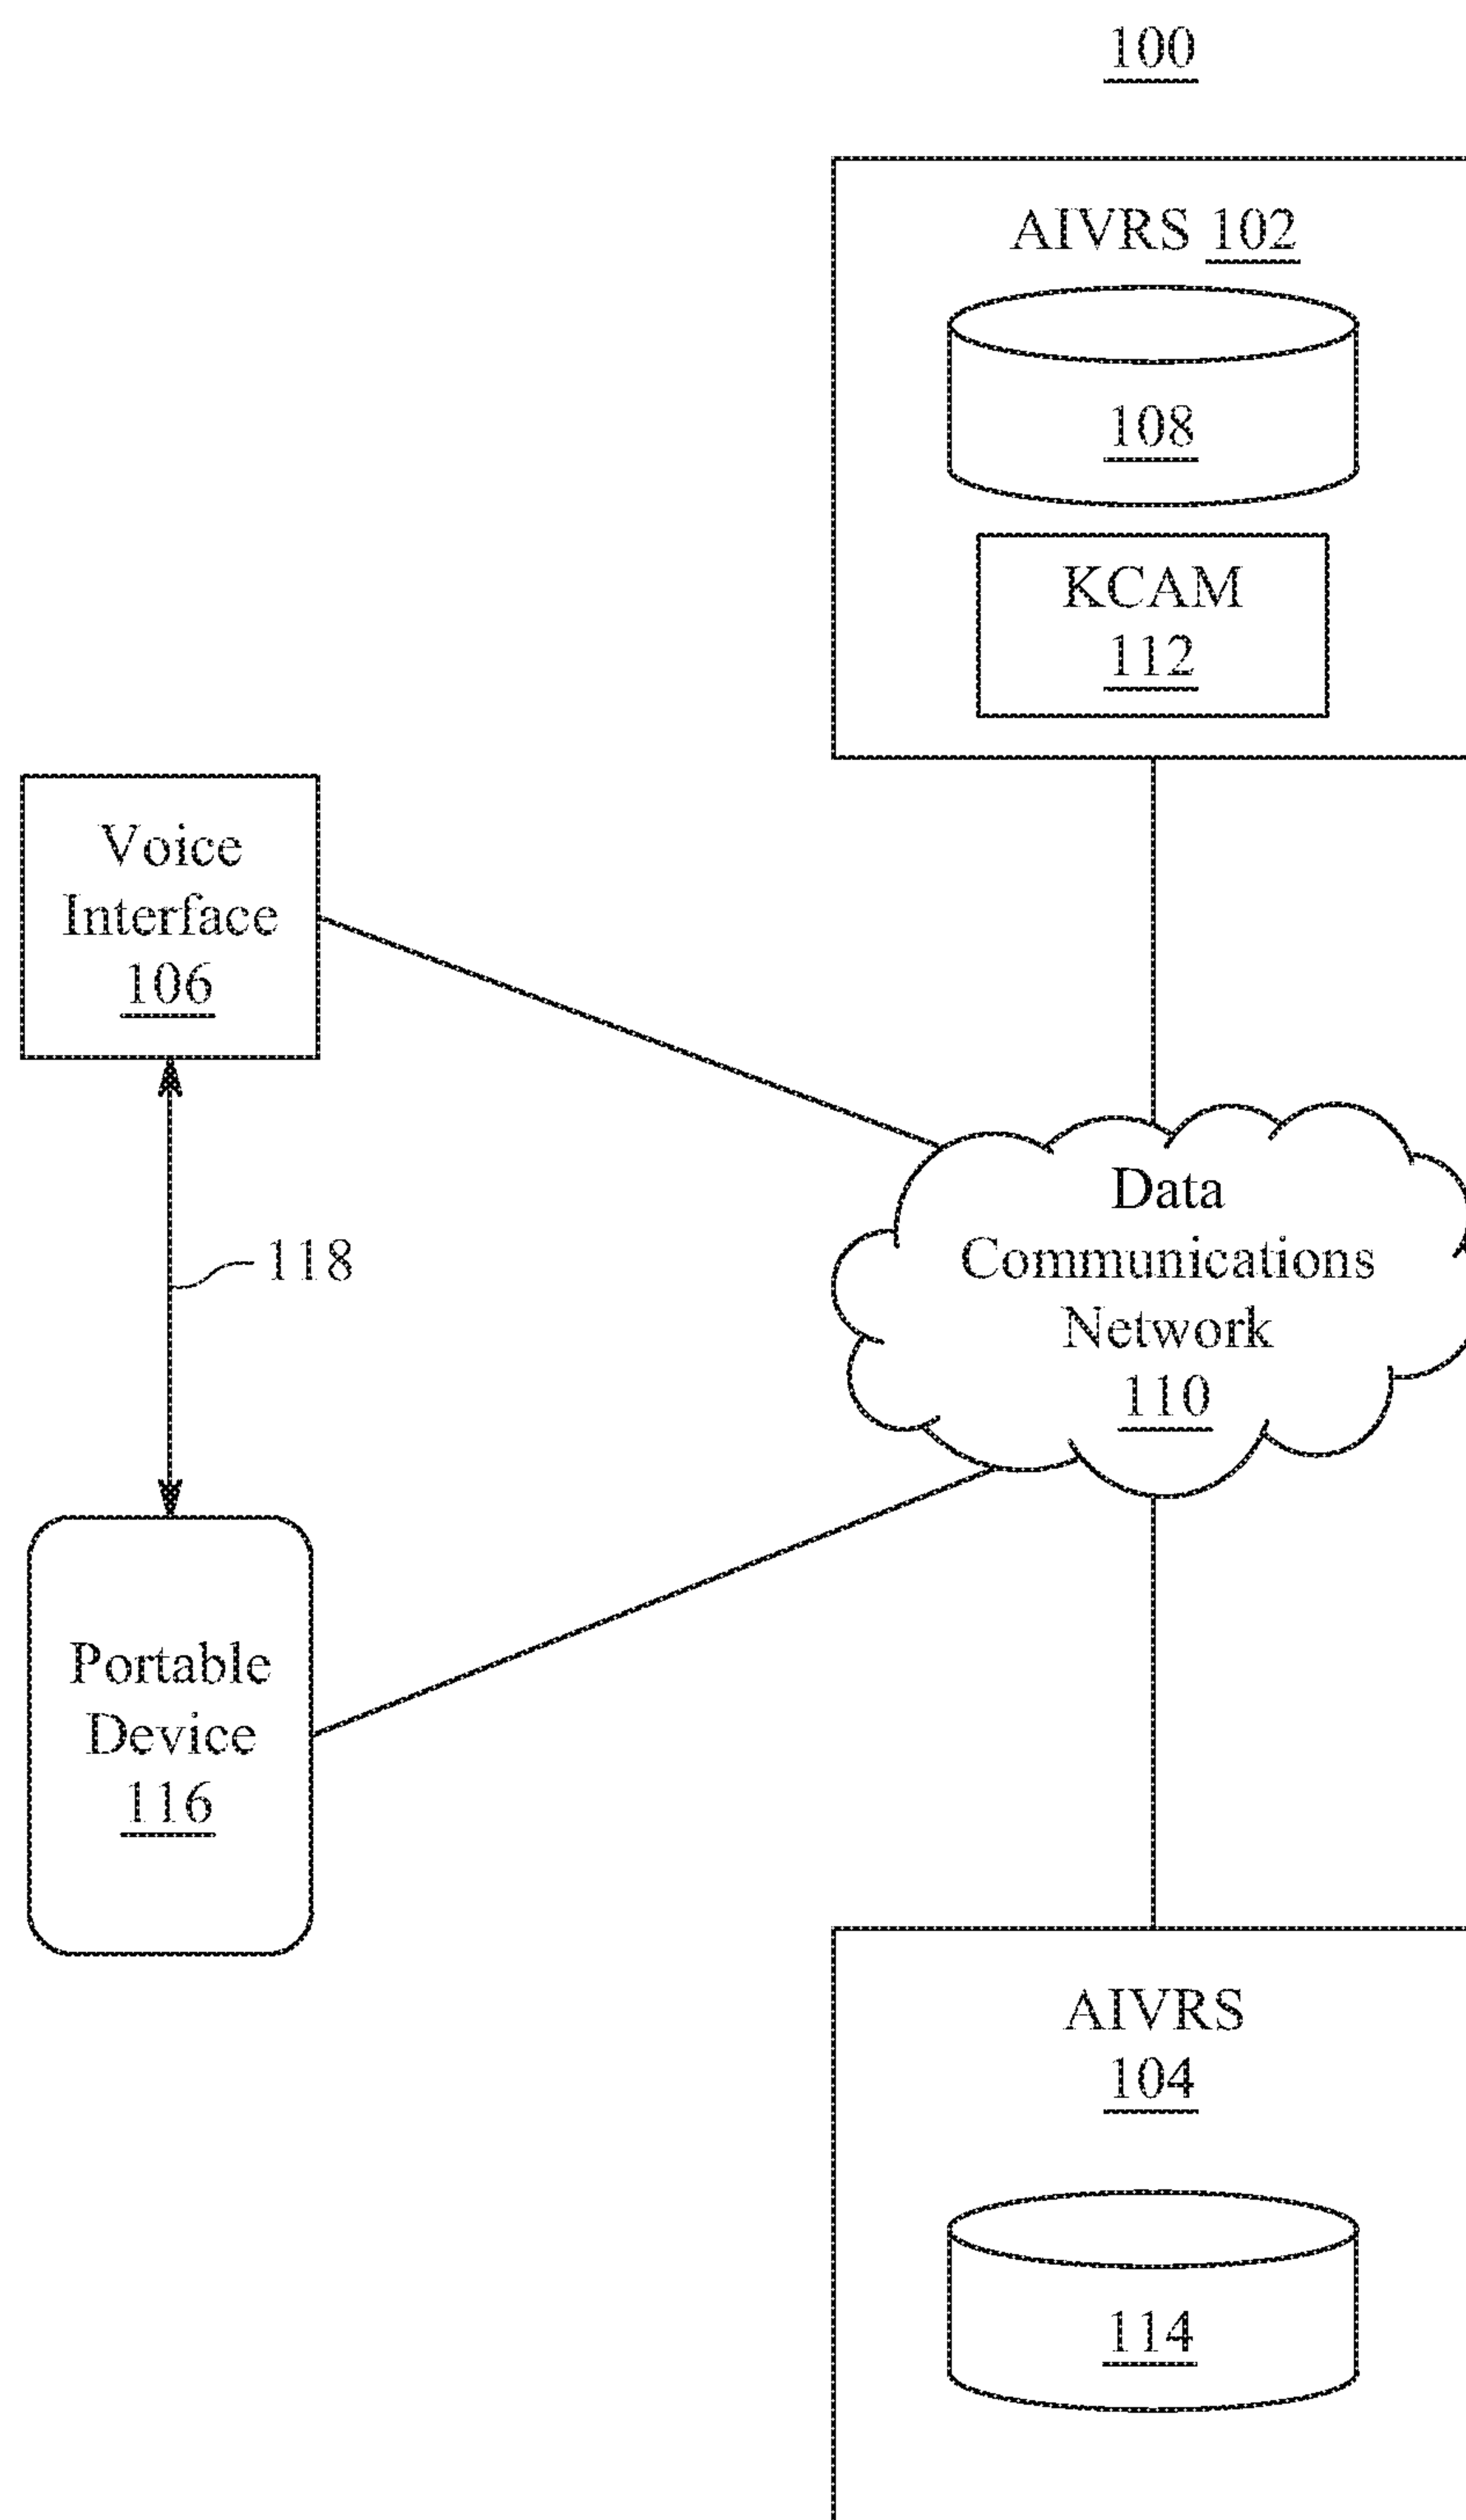 100
AIVRS 102
108
KCAM
112
Voice
Interface
106
Data
Communications
Network
110
118
Portable
Device
116
AIVRS
104
114